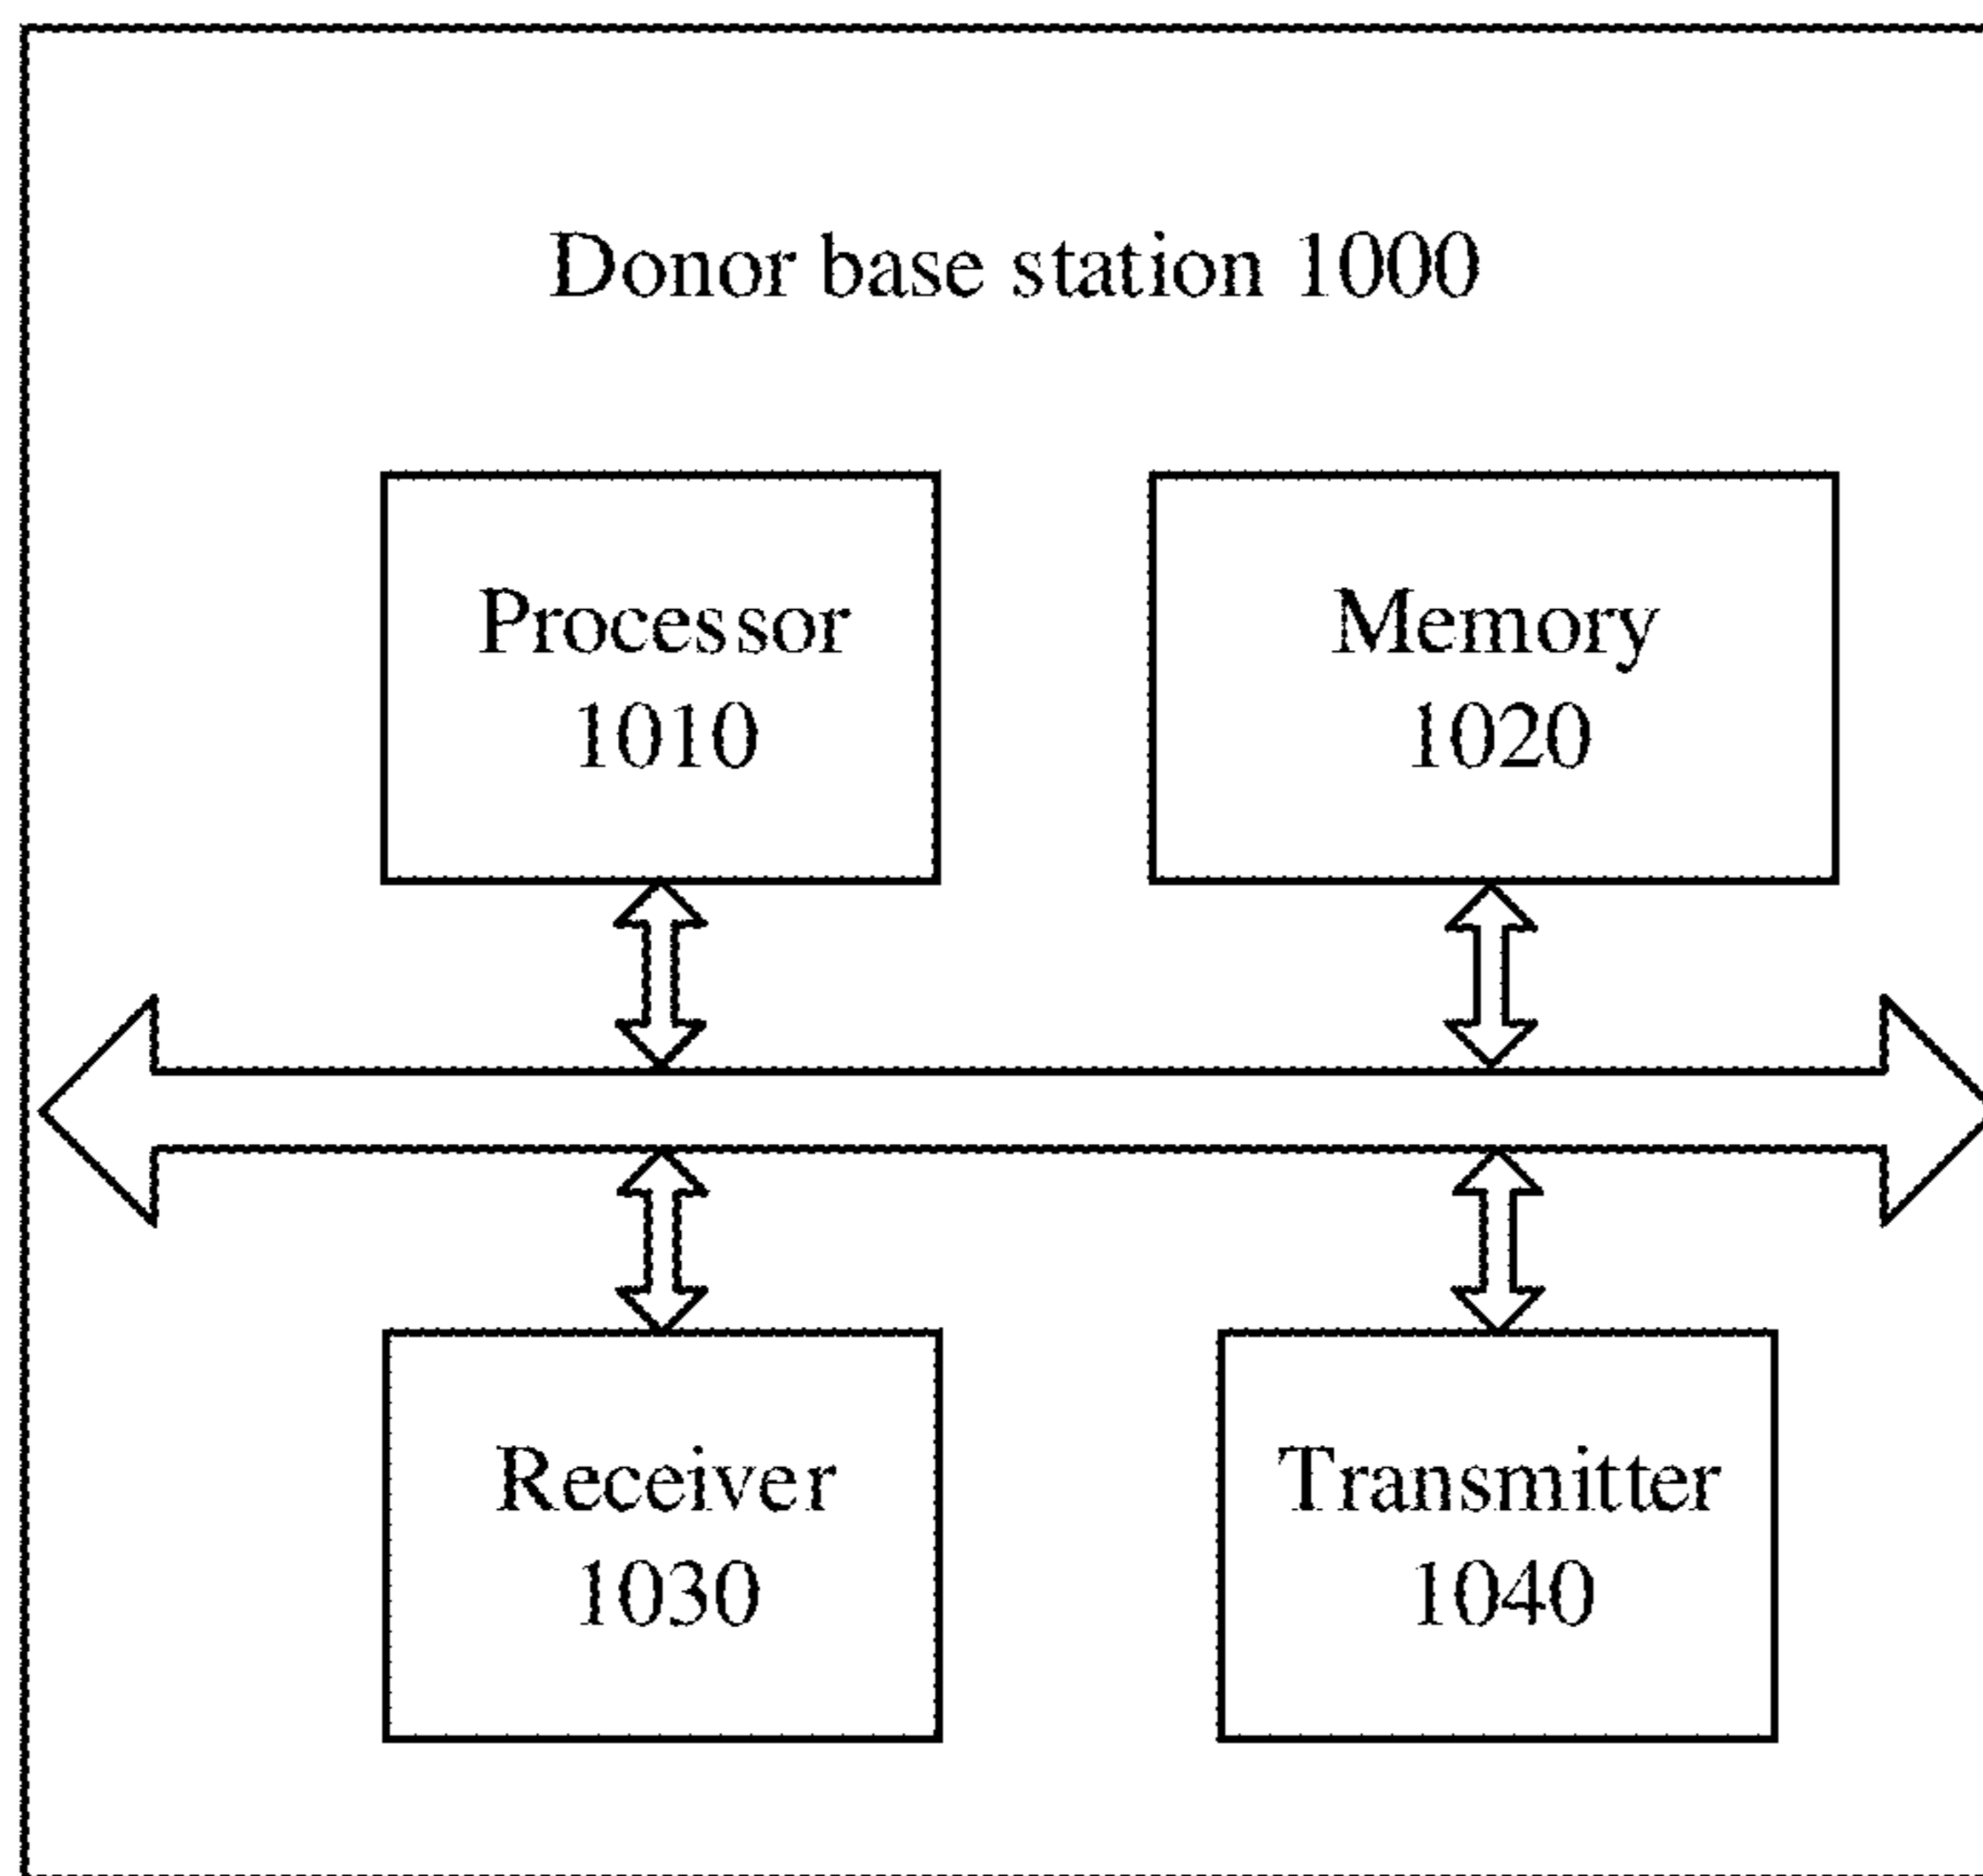 Donor base station 1000
Processor
1010
Memory
1020
Receiver
1030
Transmitter
1040